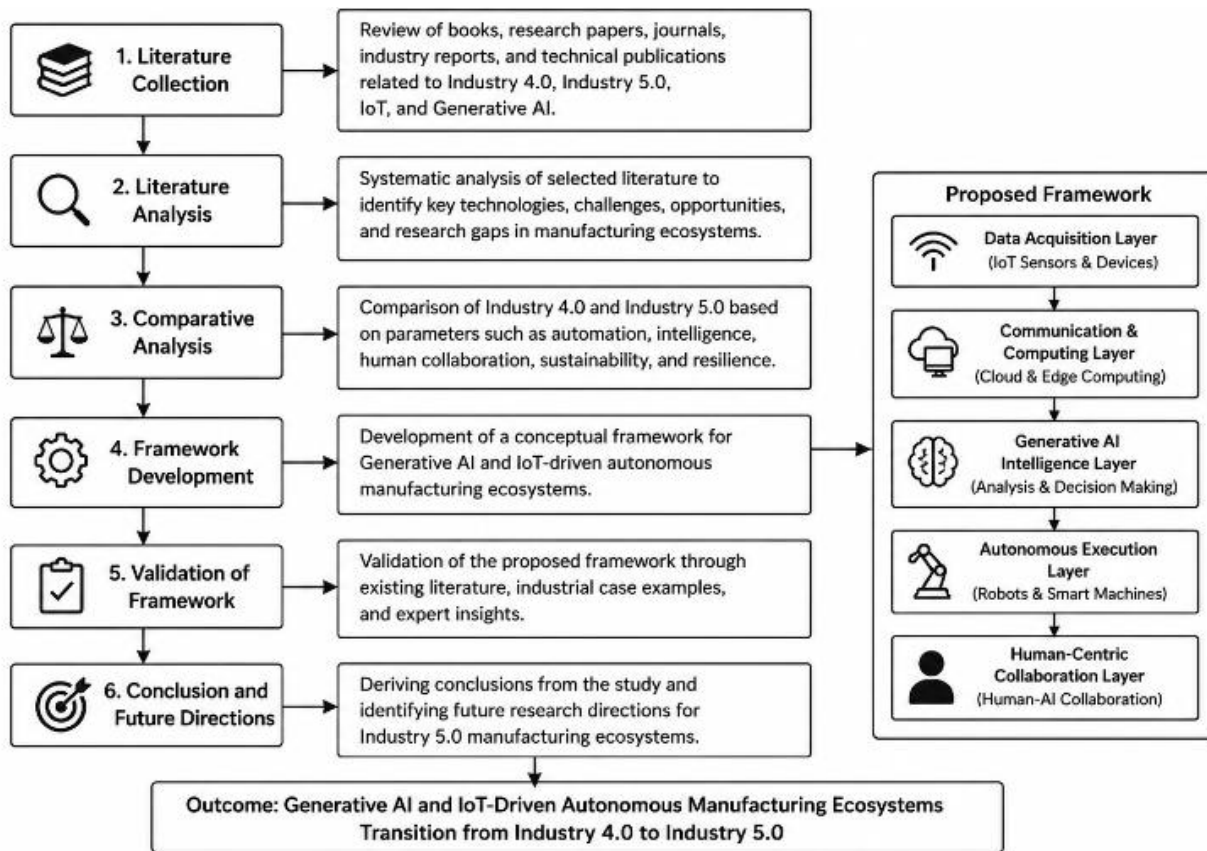 1. Literature
Collection
Review of books, research papers, journals,
industry reports, and technical publications
related to Industry 4.0, Industry 5.0,
IoT, and Generative AI.
2. Literature
Analysis
Systematic analysis of selected literature to
identify key technologies, challenges, opportunities,
and research gaps in manufacturing ecosystems.
3. Comparative
Analysis
Comparison of Industry 4.0 and Industry 5.0 based
on parameters such as automation, intelligence,
human collaboration, sustainability, and resilience.
4. Framework
Development
Development of a conceptual framework for
Generative AI and IoT-driven autonomous
manufacturing ecosystems.
5. Validation of
Framework
Validation of the proposed framework through
existing literature, industrial case examples,
and expert insights.
6. Conclusion and
Future Directions
Deriving conclusions from the study and
identifying future research directions for
Industry 5.0 manufacturing ecosystems.
Proposed Framework
Data Acquisition Layer
(IoT Sensors & Devices)
Communication &
Computing Layer
(Cloud & Edge Computing)
Generative AI
Intelligence Layer
(Analysis & Decision Making)
Autonomous Execution
Layer
(Robots & Smart Machines)
Human-Centric
Collaboration Layer
(Human-AI Collaboration)
Outcome: Generative AI and IoT-Driven Autonomous Manufacturing Ecosystems
Transition from Industry 4.0 to Industry 5.0